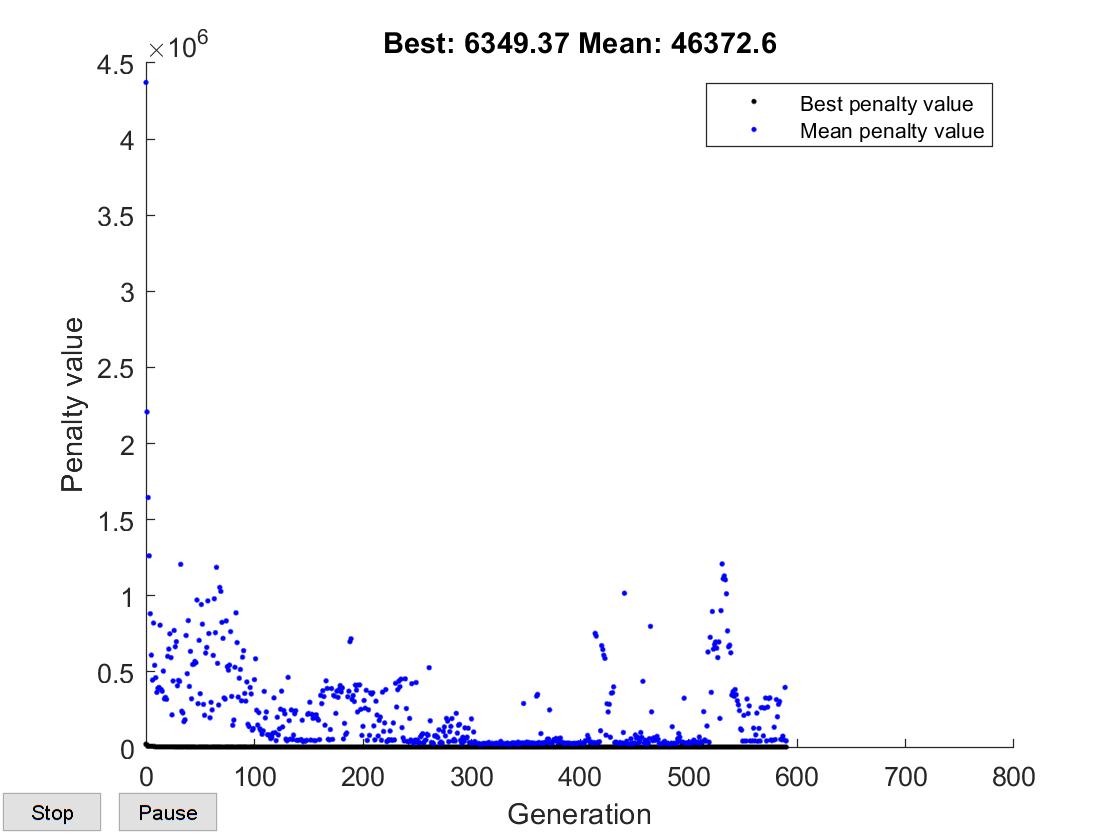 Best: 6349.37 Mean: 46372.6
×10^6
Best penalty value
Mean penalty value
4.5
4
3.5
3
2.5
2
1.5
1
0.5
0
Penalty value
0 100 200 300 400 500 600 700 800
Generation
Stop Pause